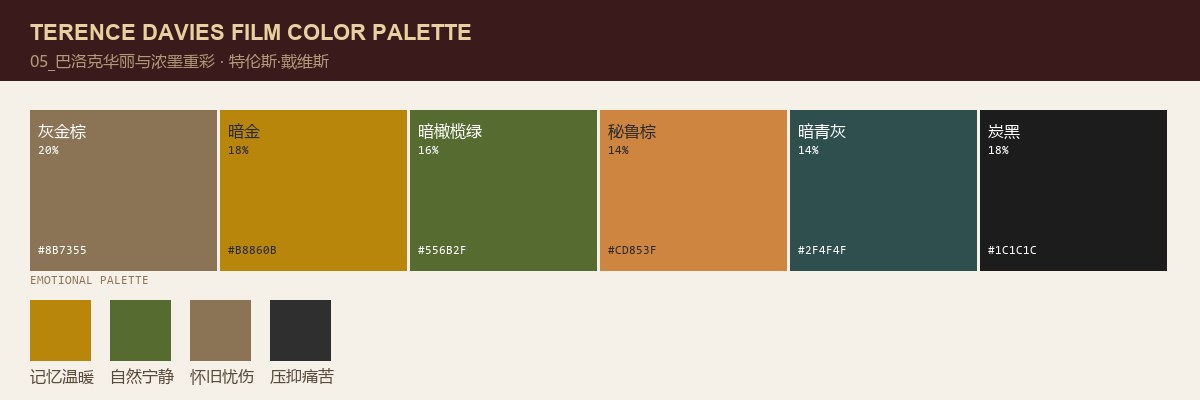 TERENCE DAVIES FILM COLOR PALETTE
05_巴洛克华丽与浓墨重彩 · 特伦斯·戴维斯
灰金棕
20%
#8B7355
暗金
18%
#B8860B
暗橄榄绿
16%
#556B2F
秘鲁棕
14%
#CD853F
暗青灰
14%
#2F4F4F
炭黑
18%
#1C1C1C
EMOTIONAL PALETTE
记忆温暖
自然宁静
怀旧忧伤
压抑痛苦